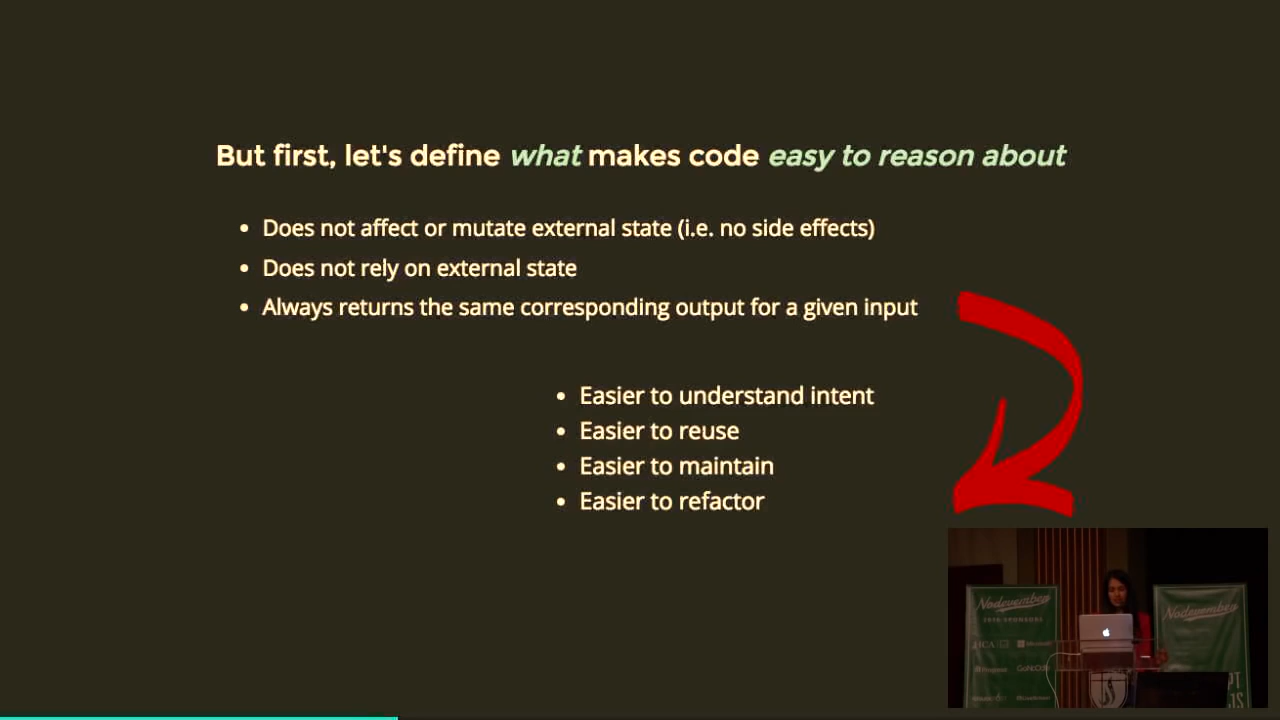 But first, let's define what makes code easy to reason about
Does not affect or mutate external state (i.e. no side effects)
Does not rely on external state
Always returns the same corresponding output for a given input
Easier to understand intent
Easier to reuse
Easier to maintain
Easier to refactor
Nodevember
Nodevember